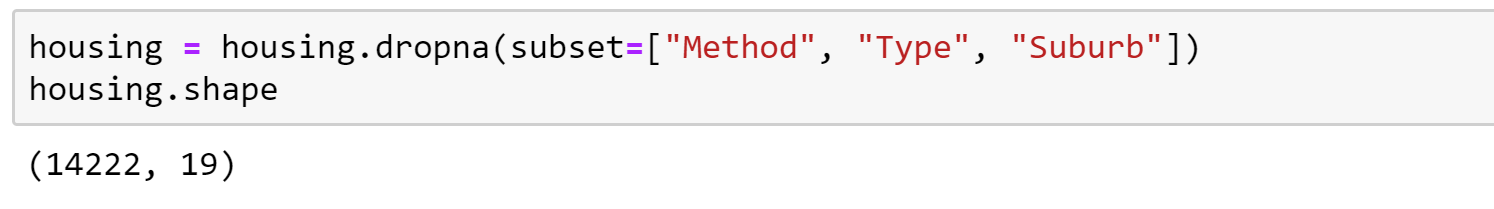 housing = housing.dropna(subset=["Method", "Type", "Suburb"])
housing.shape
(14222, 19)